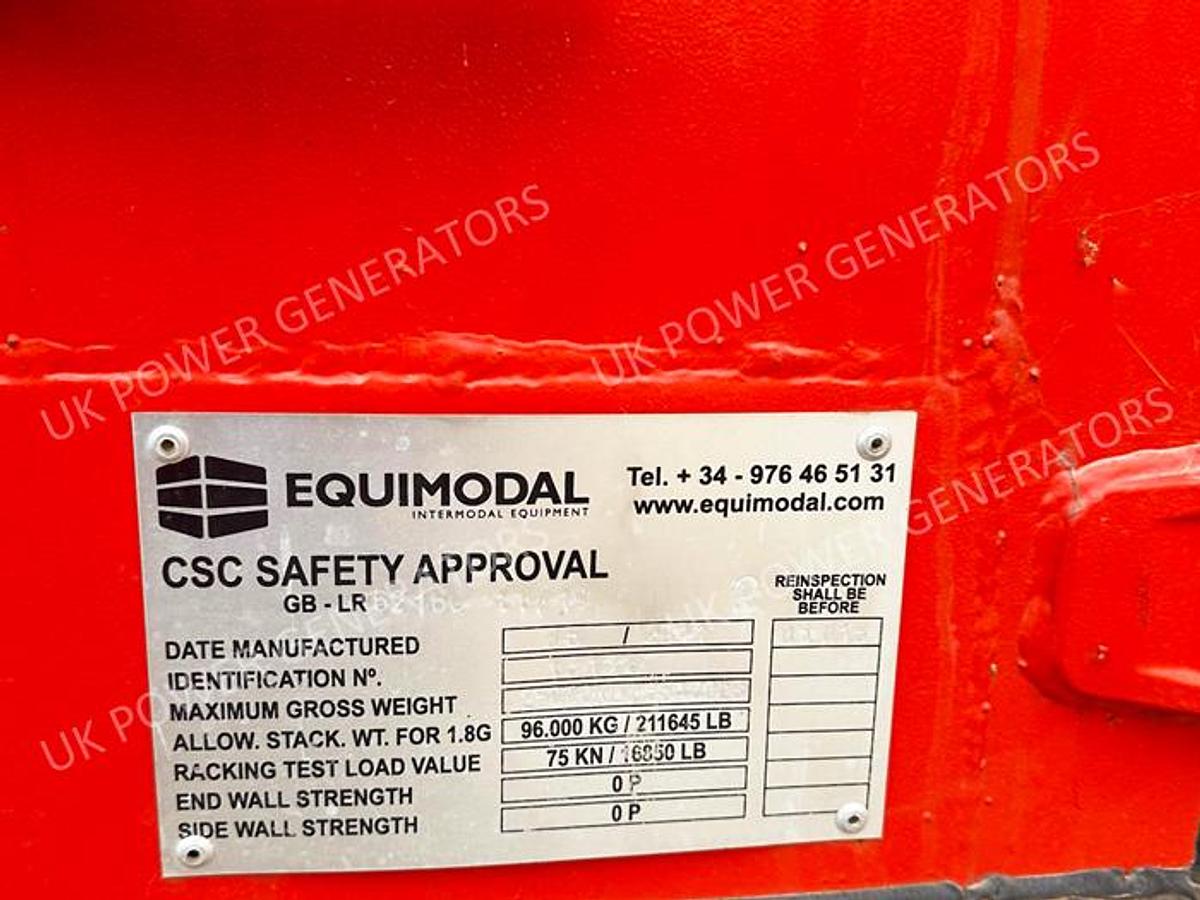 UK POWER GENERATORS
UK POWER GENERATORS
EQUIMODAL
INTERMODAL EQUIPMENT
Tel. + 34 - 976 46 51 31
www.equimodal.com
CSC SAFETY APPROVAL
GB - LR
REINSPECTION
SHALL BE
BEFORE
DATE MANUFACTURED /
IDENTIFICATION Nº.
MAXIMUM GROSS WEIGHT
ALLOW. STACK. WT. FOR 1.8G 96.000 KG / 211645 LB
RACKING TEST LOAD VALUE 75 KN / 16850 LB
END WALL STRENGTH 0 P
SIDE WALL STRENGTH 0 P
UK POWER GENERATORS
UK POWER GENERATORS